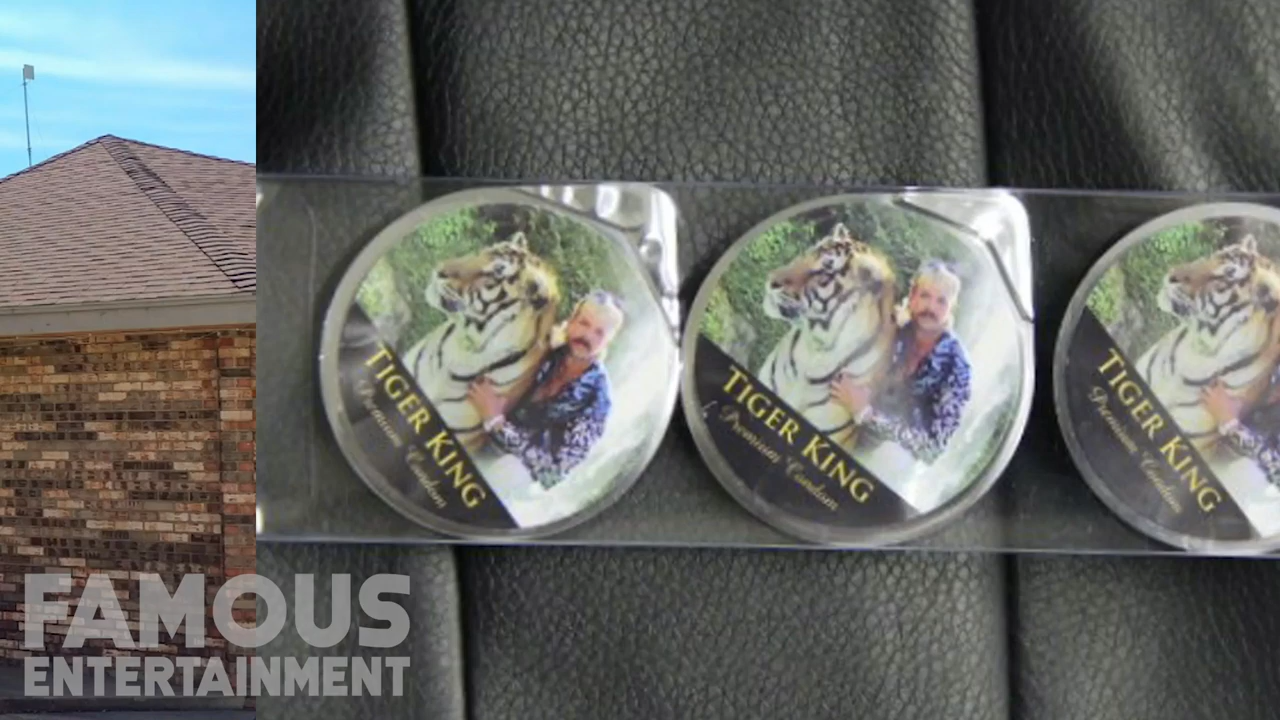 TIGER KING
Premium Condom
TIGER KING
Premium Condom
TIGER KING
Premium Condom
FAMOUS
ENTERTAINMENT